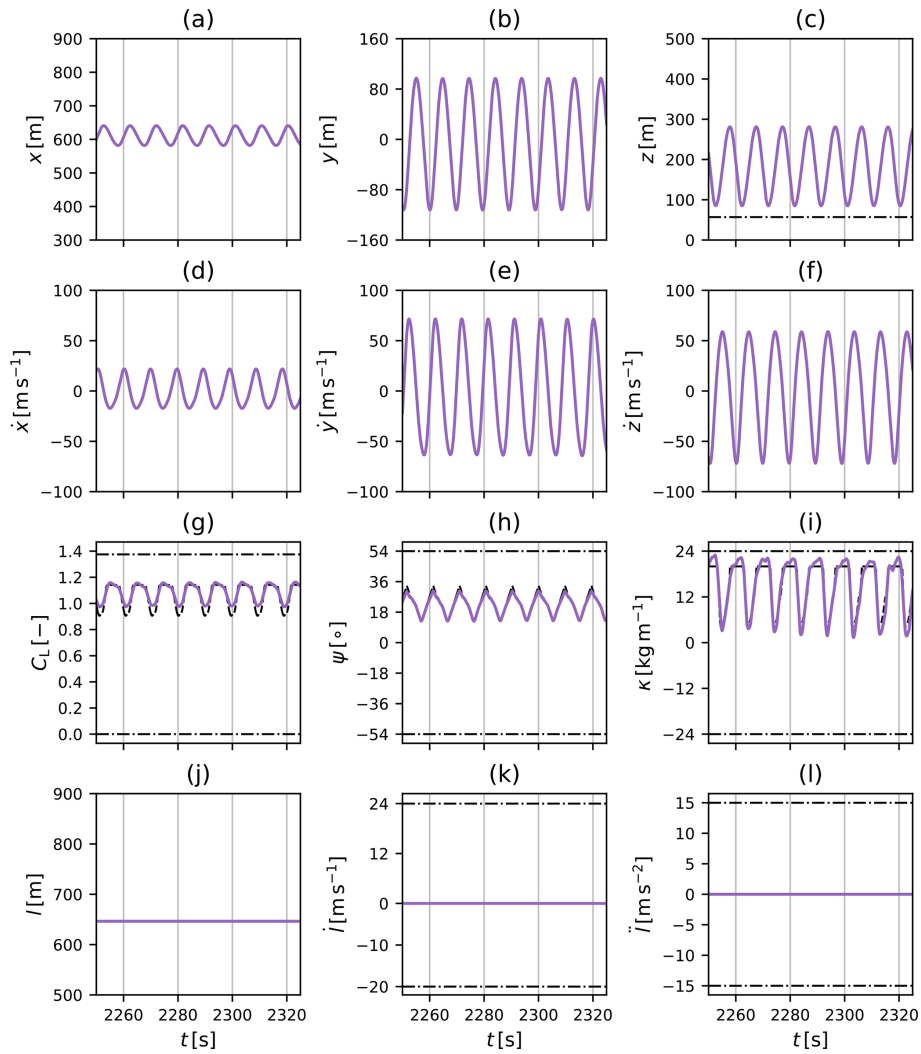 (a) (b) (c)
900 160 500
800 80 400
700 0 300
600 -80 200
500 -160 100
400 0
300
x [m] y [m] z [m]
(d) (e) (f)
100 100 100
50 50 50
0 0 0
−50 −50 −50
−100 −100 −100
ẋ [m s⁻¹] ẏ [m s⁻¹] ż [m s⁻¹]
(g) (h) (i)
1.4 54 24
1.2 36 12
1.0 18 0
0.8 0 −12
0.6 −18 −24
0.4 −36
0.2 −54
0.0
C_L [−] ψ [∘] κ [kg m⁻¹]
(j) (k) (l)
900 24 15
800 12 10
700 0 5
600 −10 0
500 −20 −5
−10
−15
l [m] l̇ [m s⁻¹] l̈ [m s⁻²]
2260 2280 2300 2320 2260 2280 2300 2320 2260 2280 2300 2320
t [s] t [s] t [s]